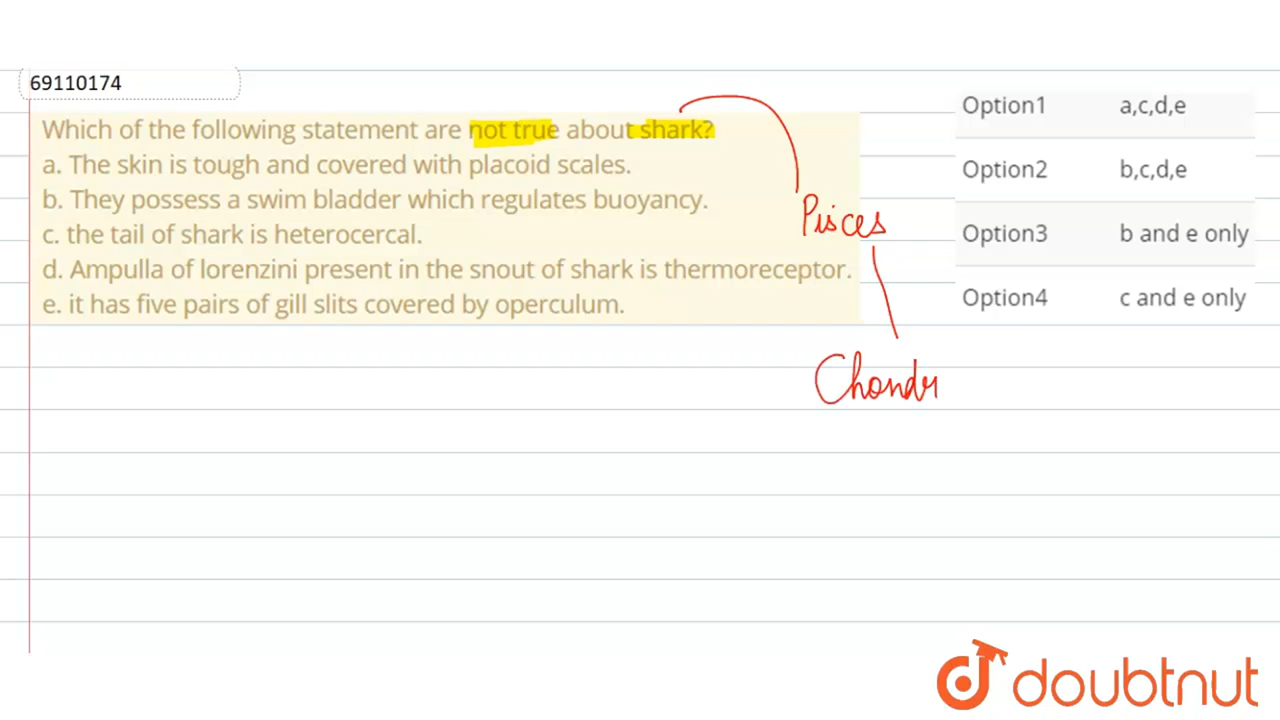 69110174
Which of the following statement are not true about shark?
a. The skin is tough and covered with placoid scales.
b. They possess a swim bladder which regulates buoyancy.
c. the tail of shark is heterocercal.
d. Ampulla of lorenzini present in the snout of shark is thermoreceptor.
e. it has five pairs of gill slits covered by operculum.
Option1 a,c,d,e
Option2 b,c,d,e
Option3 b and e only
Option4 c and e only
Pisces
Chondr
doubtnut